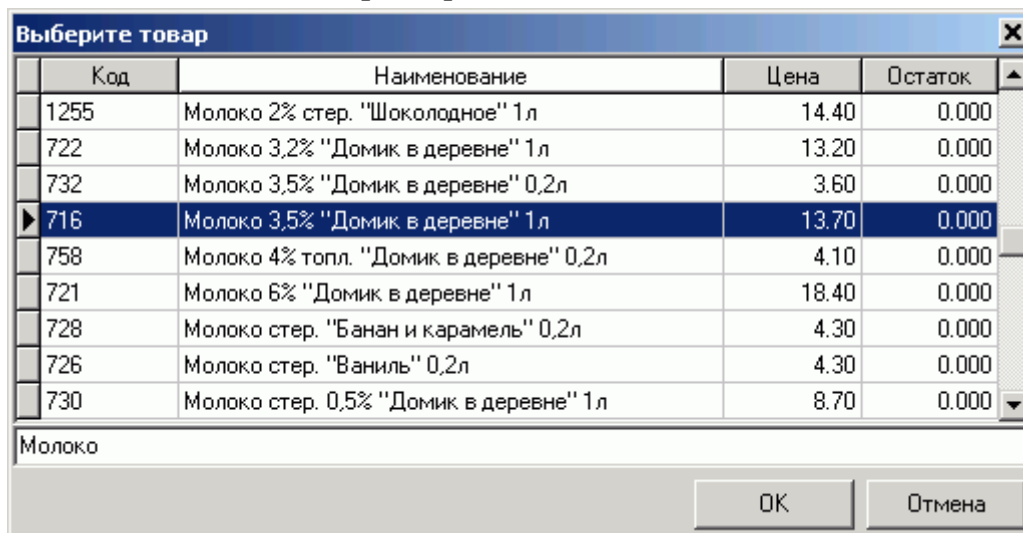 Выберите товар
Код Наименование Цена Остаток
1255 Молоко 2% стер. "Шоколодное" 1л 14.40 0.000
722 Молоко 3,2% "Домик в деревне" 1л 13.20 0.000
732 Молоко 3,5% "Домик в деревне" 0,2л 3.60 0.000
716 Молоко 3,5% "Домик в деревне" 1л 13.70 0.000
758 Молоко 4% топл. "Домик в деревне" 0,2л 4.10 0.000
721 Молоко 6% "Домик в деревне" 1л 18.40 0.000
728 Молоко стер. "Банан и карамель" 0,2л 4.30 0.000
726 Молоко стер. "Ваниль" 0,2л 4.30 0.000
730 Молоко стер. 0,5% "Домик в деревне" 1л 8.70 0.000
Молоко
OK Отмена